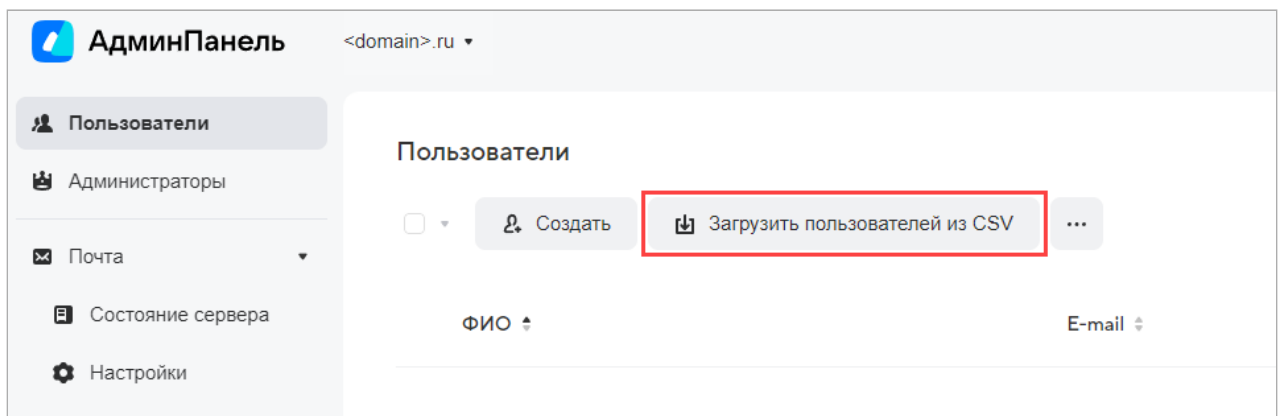 АдминПанель <domain>.ru
Пользователи
Администраторы
Почта
Состояние сервера
Настройки
Пользователи
Создать Загрузить пользователей из CSV ...
ФИО E-mail